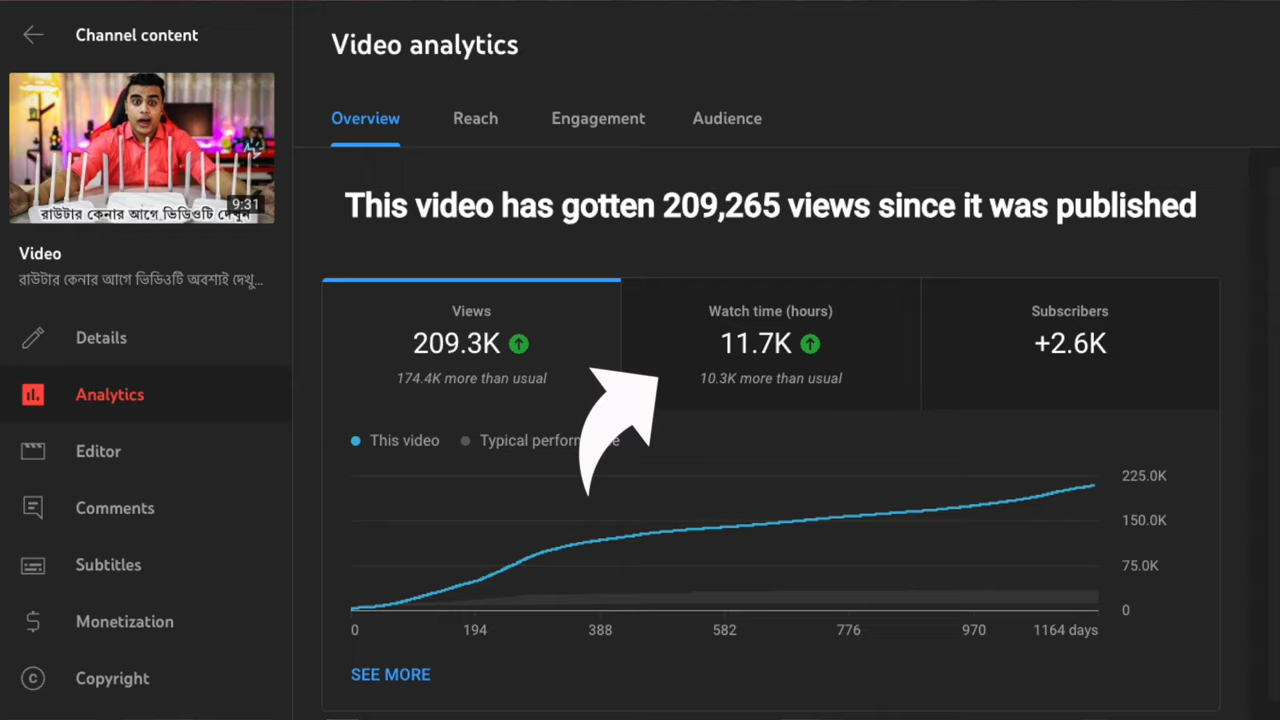 Channel content
9:31
রাউটার কেনার আগে ভিডিওটি দেখুন
Video
রাউটার কেনার আগে ভিডিওটি অবশ্যই দেখু...
Details
Analytics
Editor
Comments
Subtitles
Monetization
Copyright
Video analytics
Overview Reach Engagement Audience
This video has gotten 209,265 views since it was published
Views
209.3K
174.4K more than usual
Watch time (hours)
11.7K
10.3K more than usual
Subscribers
+2.6K
This video Typical perfor
225.0K
150.0K
75.0K
0
0 194 388 582 776 970 1164 days
SEE MORE